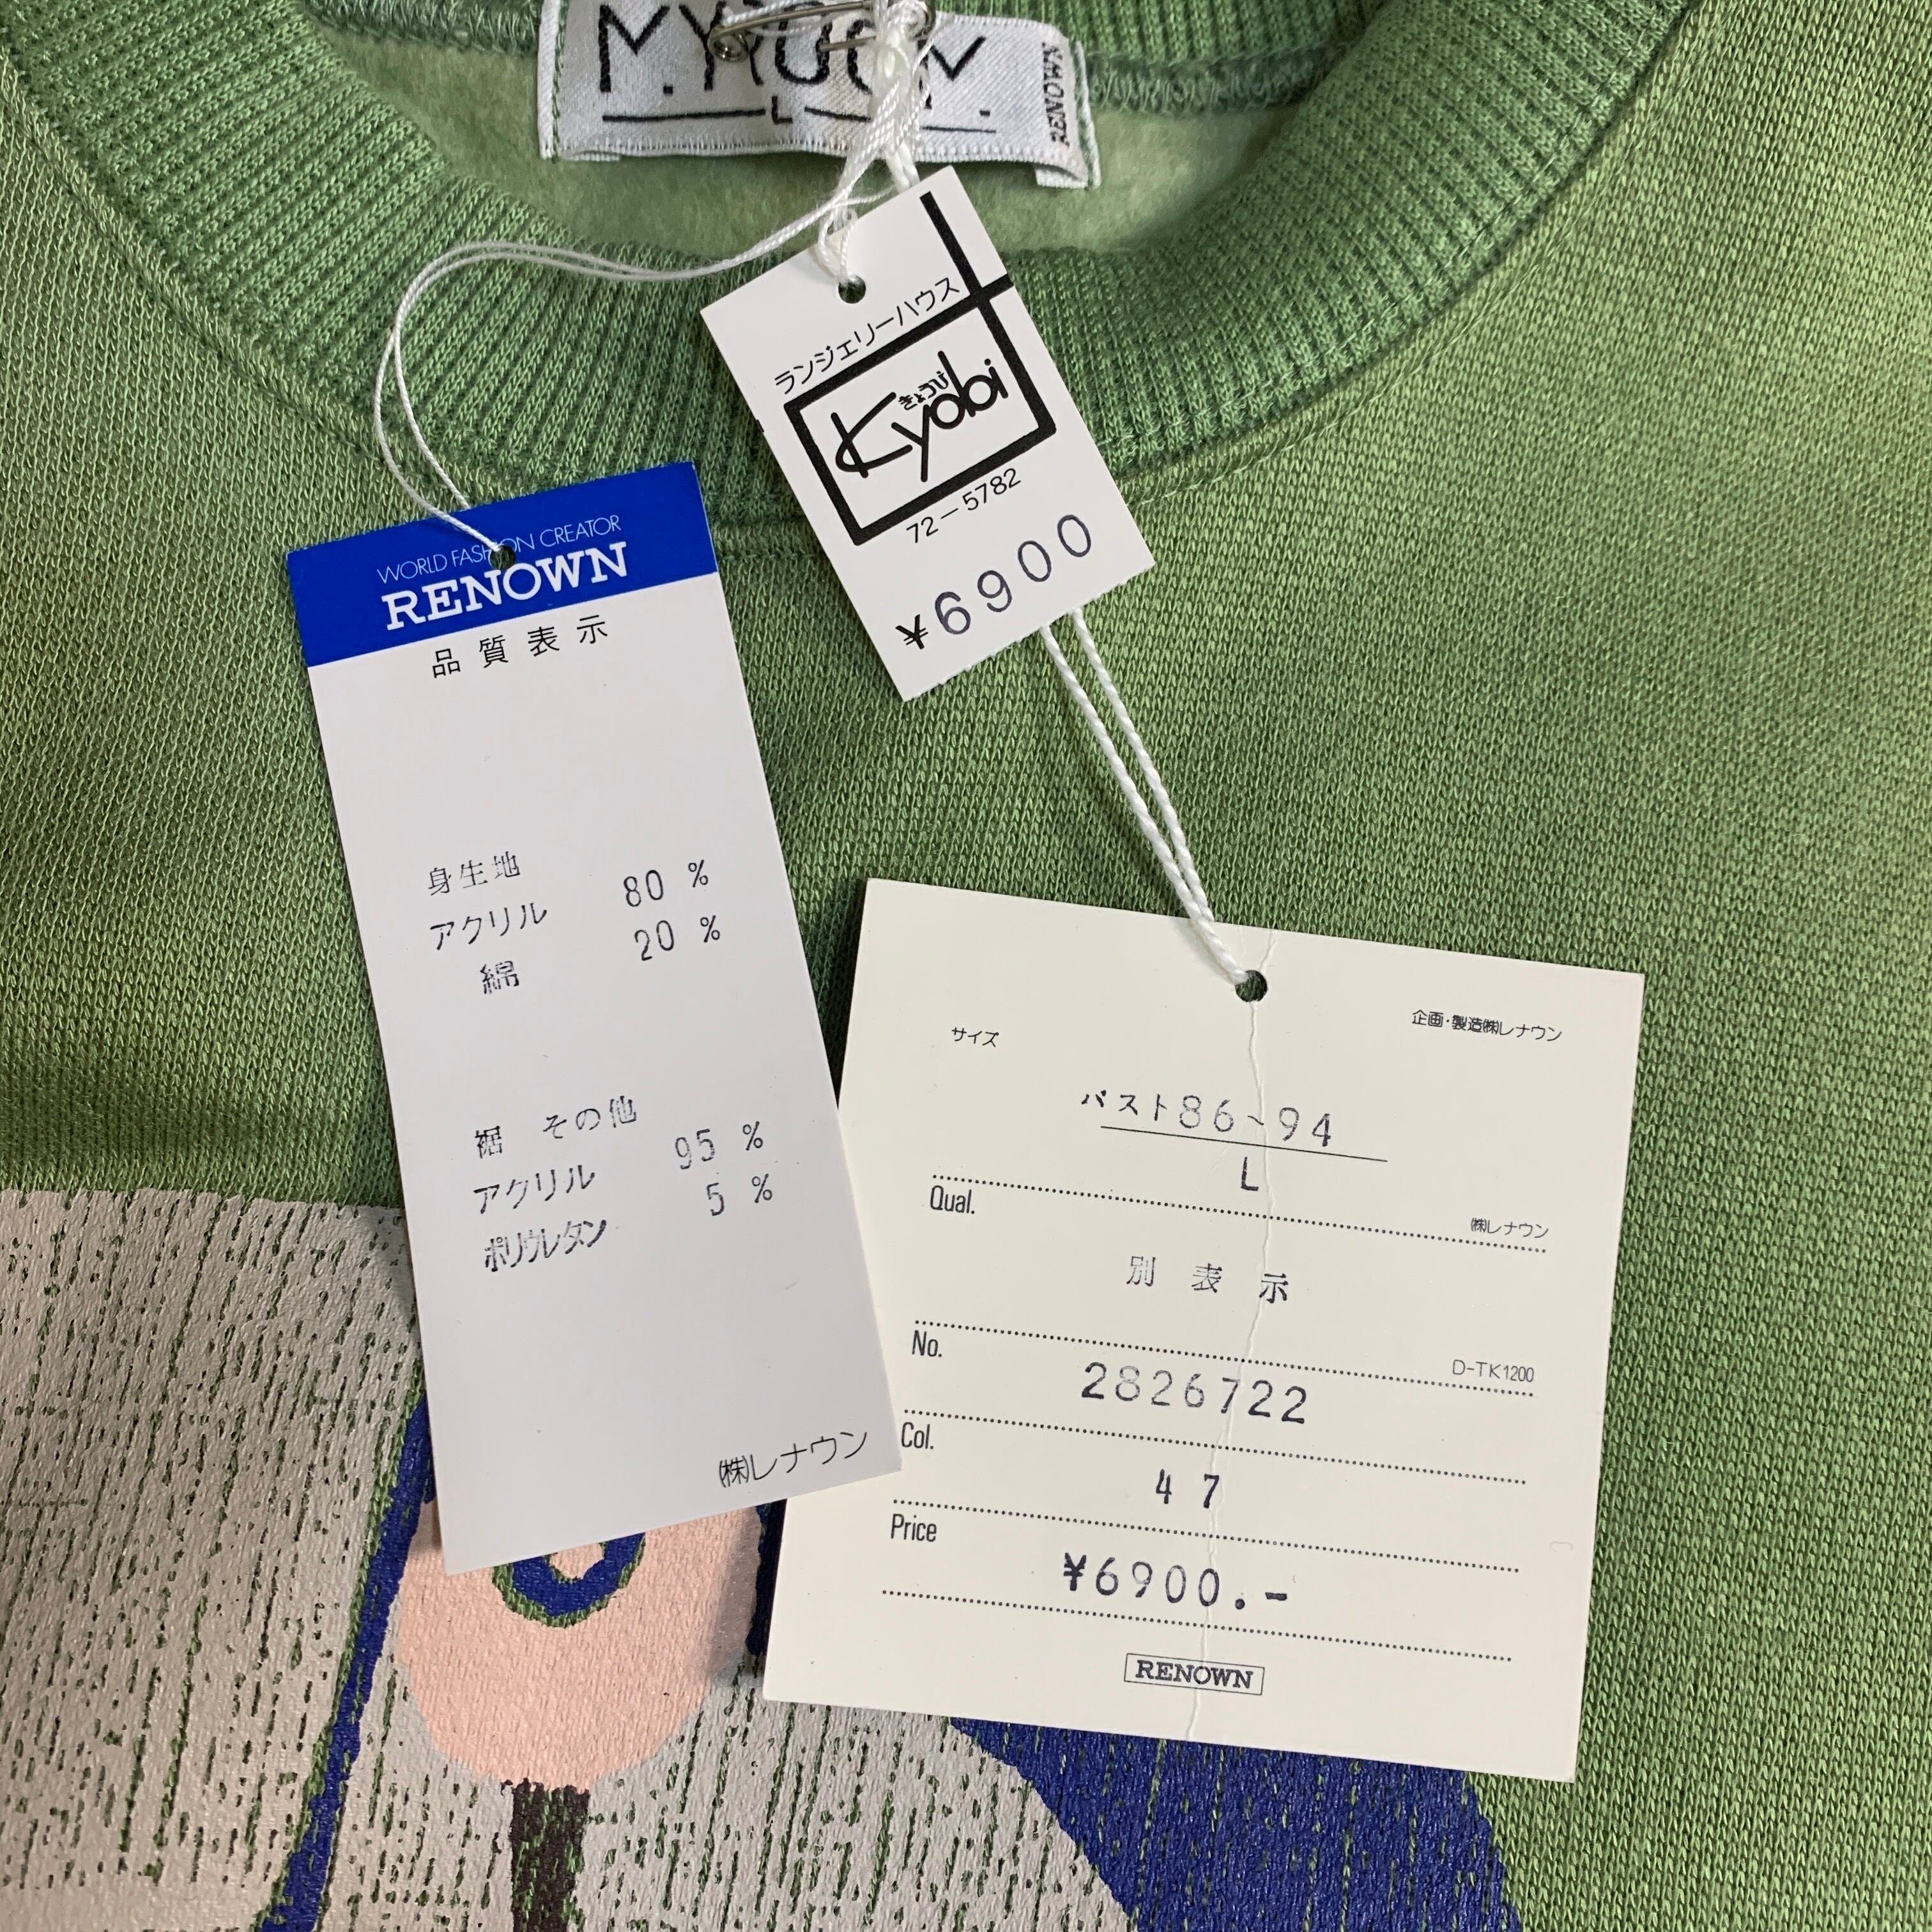 L
RENOWN
ランジェリーハウス
きょうび
Kyobi
72-5782
¥6900
WORLD FASHION CREATOR
RENOWN
品質表示
身生地
アクリル 80 %
綿 20 %
裾 その他
アクリル 95 %
ポリウレタン 5 %
㈱レナウン
企画・製造㈱レナウン
サイズ
バスト86~94
L
Qual.
㈱レナウン
別表示
No.
D-TK1200
2826722
Col.
47
Price
¥6900.-
RENOWN